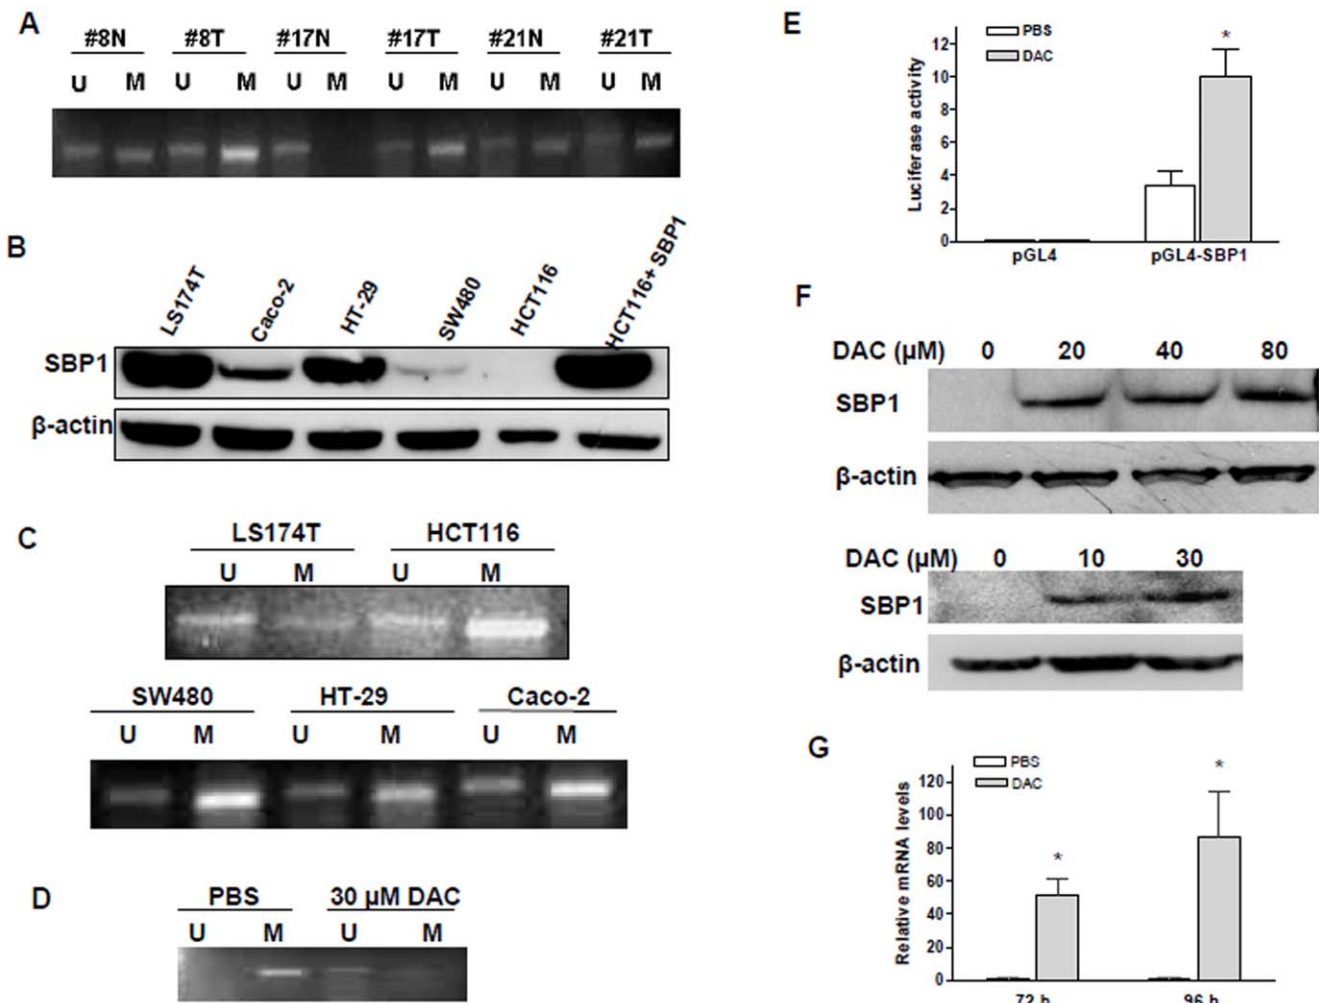 A
#8N #8T #17N #17T #21N #21T
U M U M U M U M U M U M
B
LS174T Caco-2 HT-29 SW480 HCT116 HCT116+ SBP1
SBP1
β-actin
C
LS174T HCT116
U M U M
SW480 HT-29 Caco-2
U M U M U M
D
PBS 30 µM DAC
U M U M
E
PBS
DAC
*
Luciferase activity
12
10
8
6
4
2
0
pGL4 pGL4-SBP1
F
DAC (µM) 0 20 40 80
SBP1
β-actin
DAC (µM) 0 10 30
SBP1
β-actin
G
PBS
DAC
* *
Relative mRNA levels
120
100
80
60
40
20
0
72 h 96 h